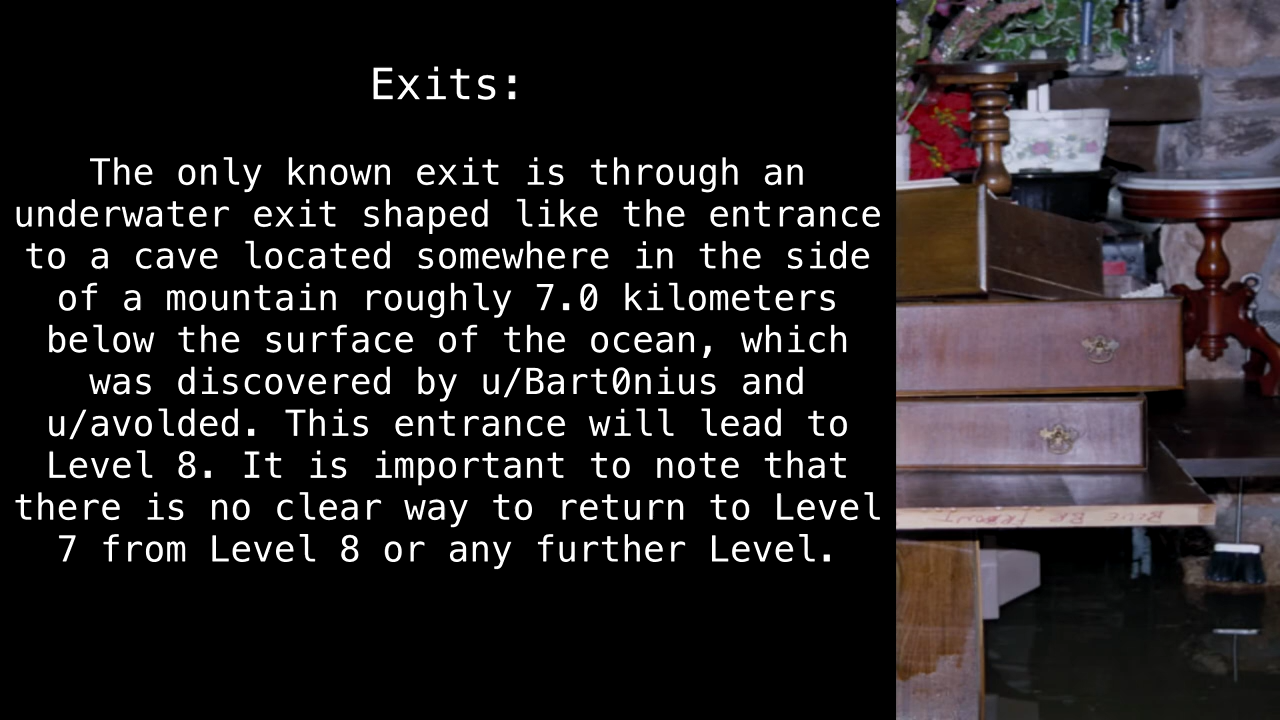 Exits:
The only known exit is through an
underwater exit shaped like the entrance
to a cave located somewhere in the side
of a mountain roughly 7.0 kilometers
below the surface of the ocean, which
was discovered by u/Bart0nius and
u/avolded. This entrance will lead to
Level 8. It is important to note that
there is no clear way to return to Level
7 from Level 8 or any further Level.